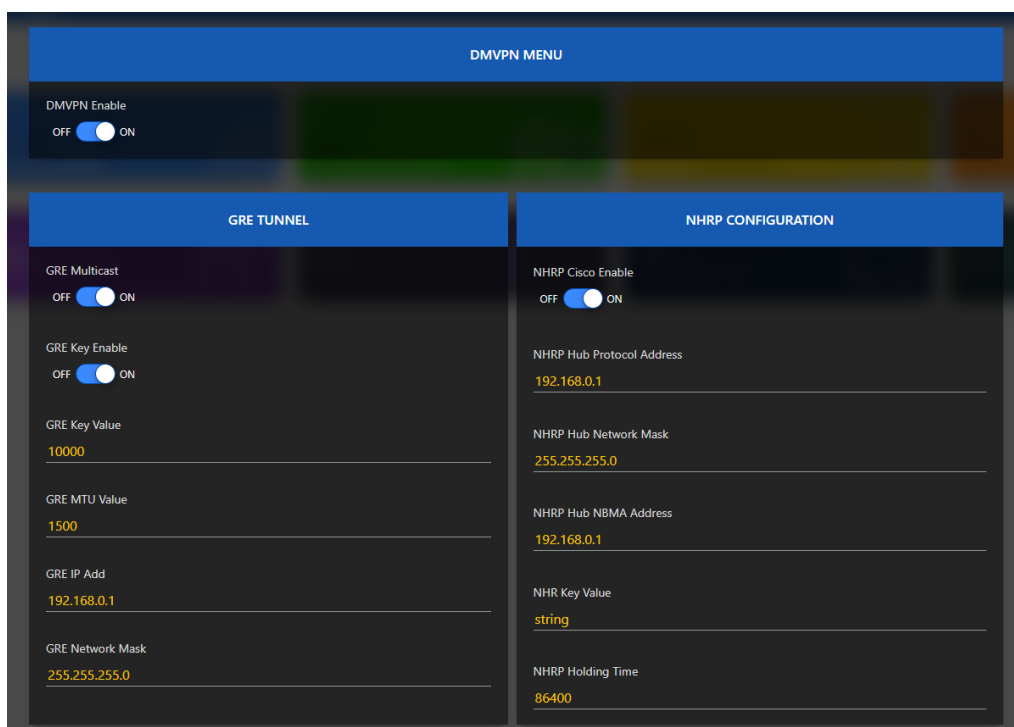 DMVPN MENU
DMVPN Enable
OFF ON
GRE TUNNEL
GRE Multicast
OFF ON
GRE Key Enable
OFF ON
GRE Key Value
10000
GRE MTU Value
1500
GRE IP Add
192.168.0.1
GRE Network Mask
255.255.255.0
NHRP CONFIGURATION
NHRP Cisco Enable
OFF ON
NHRP Hub Protocol Address
192.168.0.1
NHRP Hub Network Mask
255.255.255.0
NHRP Hub NBMA Address
192.168.0.1
NHR Key Value
string
NHRP Holding Time
86400